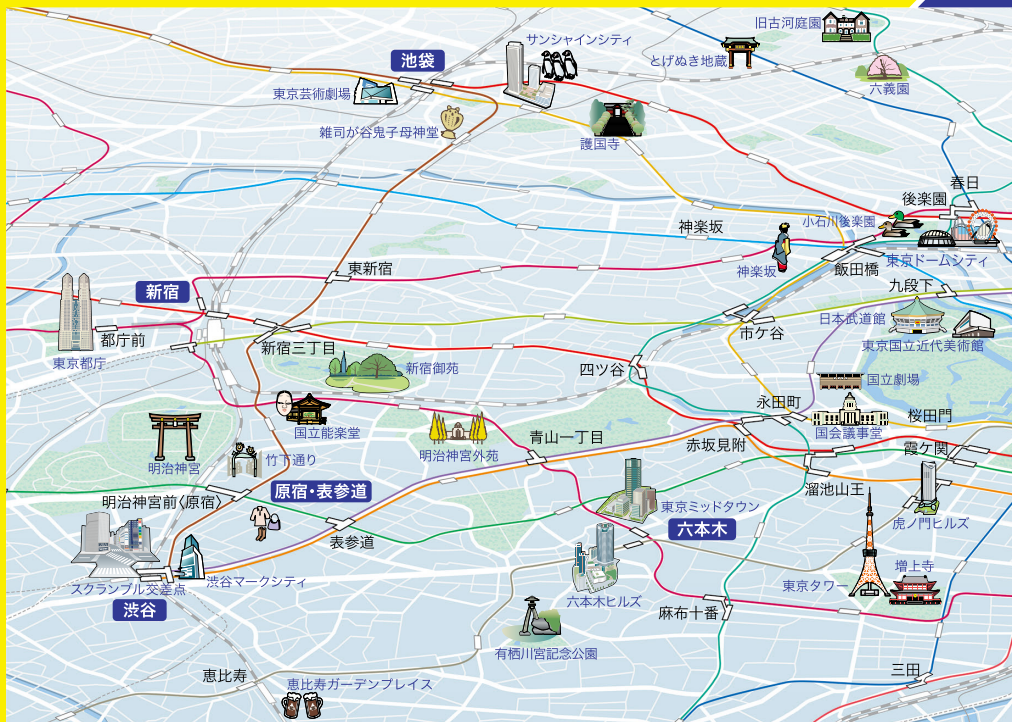 旧古河庭園
サンシャインシティ
とげぬき地蔵
池袋
六義園
東京芸術劇場
雑司が谷鬼子母神堂
護国寺
春日
後楽園
小石川後楽園
神楽坂
飯田橋
東京ドームシティ
神楽坂
東新宿
九段下
新宿
日本武道館
市ケ谷
都庁前
新宿三丁目
東京国立近代美術館
東京都庁
新宿御苑
四ツ谷
国立劇場
永田町
桜田門
国立能楽堂
青山一丁目
赤坂見附
国会議事堂
明治神宮外苑
霞ケ関
竹下通り
明治神宮
溜池山王
原宿・表参道
明治神宮前〈原宿〉
東京ミッドタウン
虎ノ門ヒルズ
六本木
表参道
増上寺
渋谷マークシティ
東京タワー
スクランブル交差点
六本木ヒルズ
渋谷
麻布十番
有栖川宮記念公園
三田
恵比寿
恵比寿ガーデンプレイス